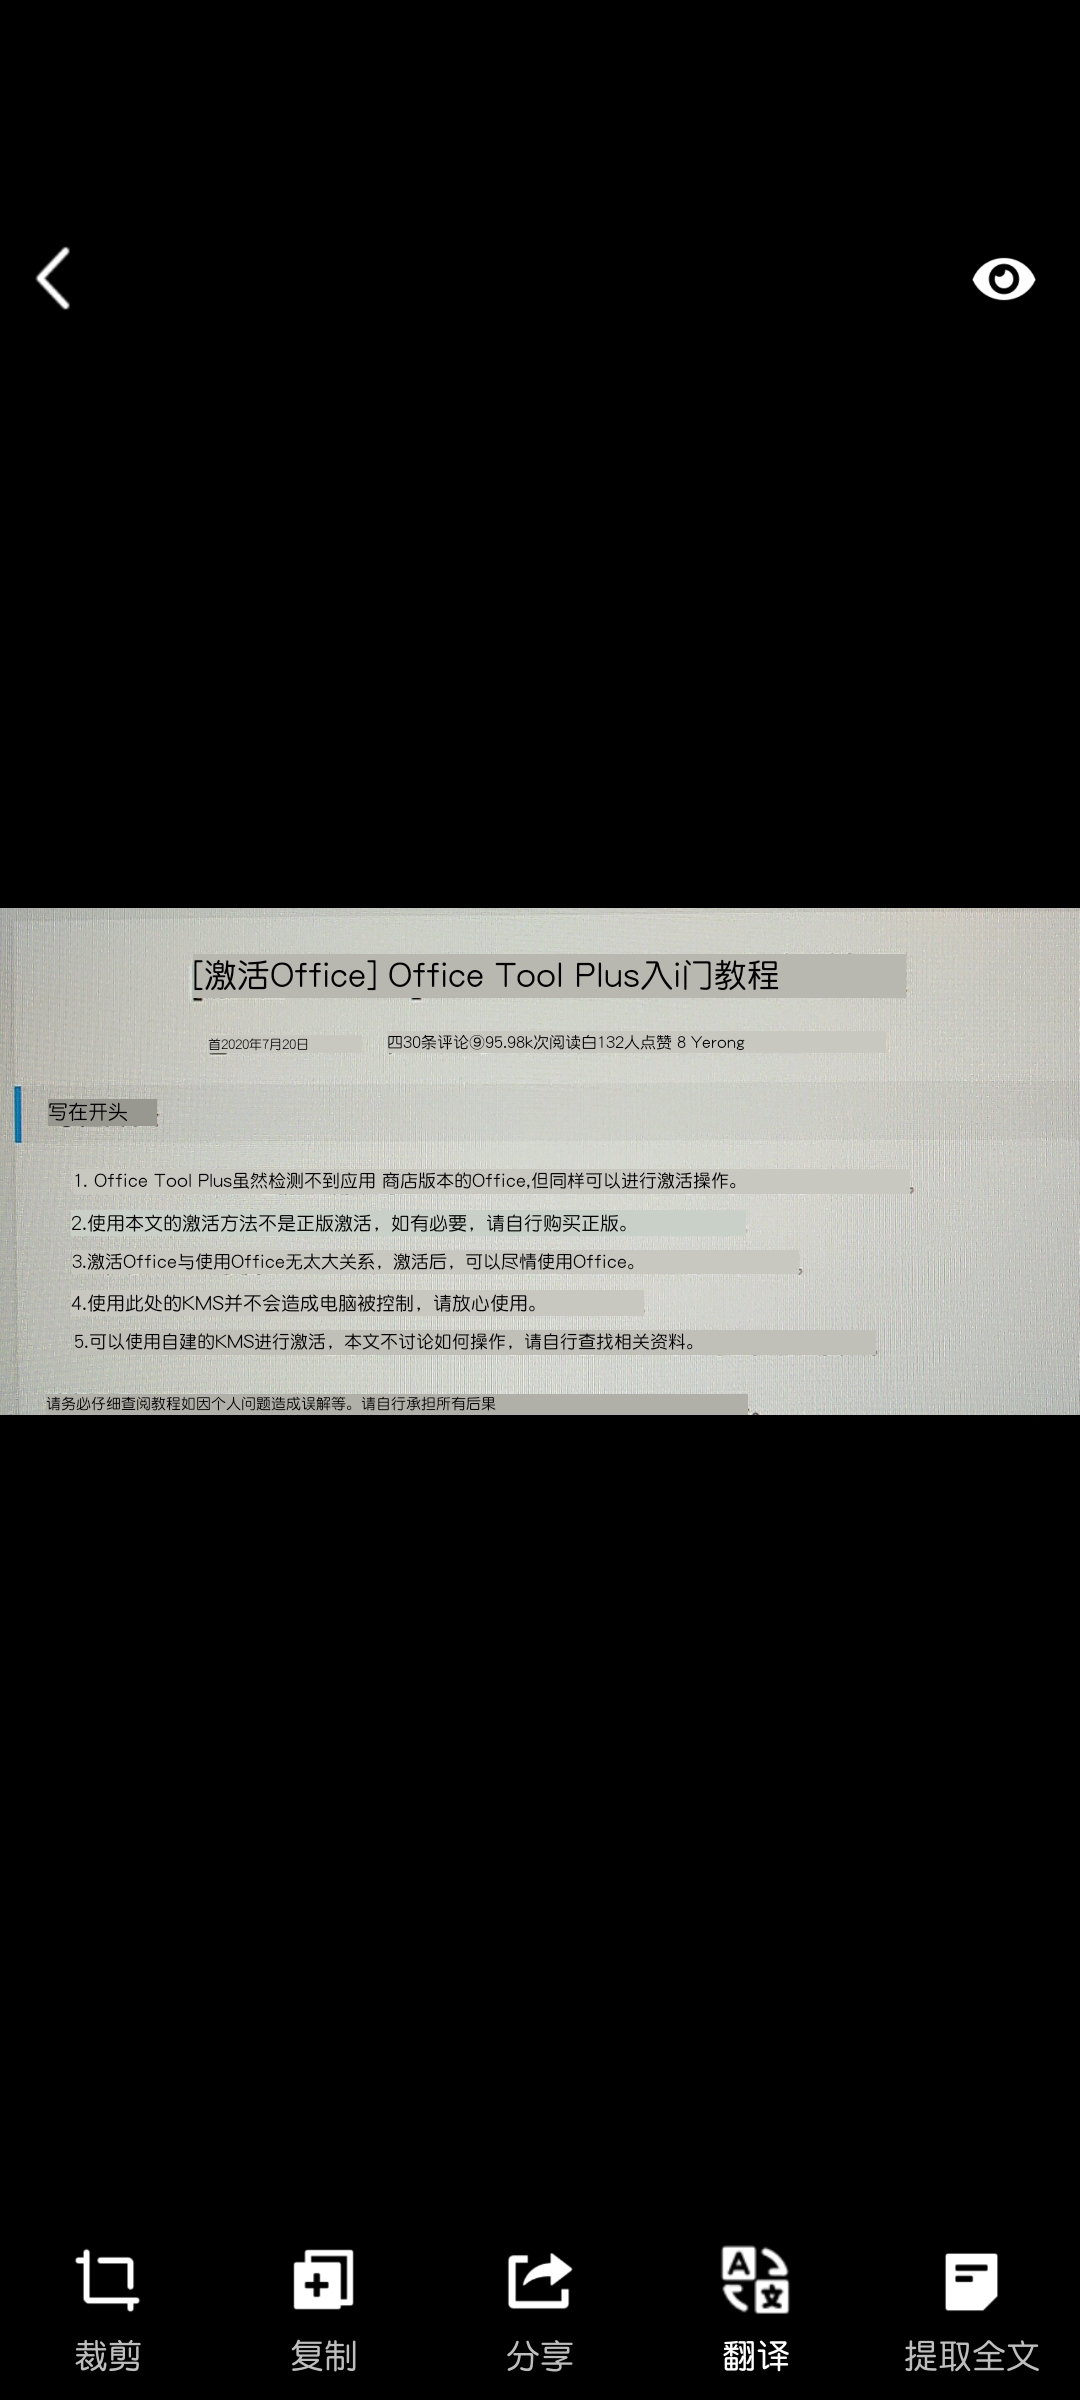 [激活Office] Office Tool Plus入i门教程
首2020年7月20日 四30条评论⑨95.98k次阅读白132人点赞 8 Yerong
写在开头
1. Office Tool Plus虽然检测不到应用 商店版本的Office,但同样可以进行激活操作。
2.使用本文的激活方法不是正版激活，如有必要，请自行购买正版。
3.激活Office与使用Office无太大关系，激活后，可以尽情使用Office。
4.使用此处的KMS并不会造成电脑被控制，请放心使用。
5.可以使用自建的KMS进行激活，本文不讨论如何操作，请自行查找相关资料。
请务必仔细查阅教程如因个人问题造成误解等。请自行承担所有后果
裁剪 复制 分享 翻译 提取全文